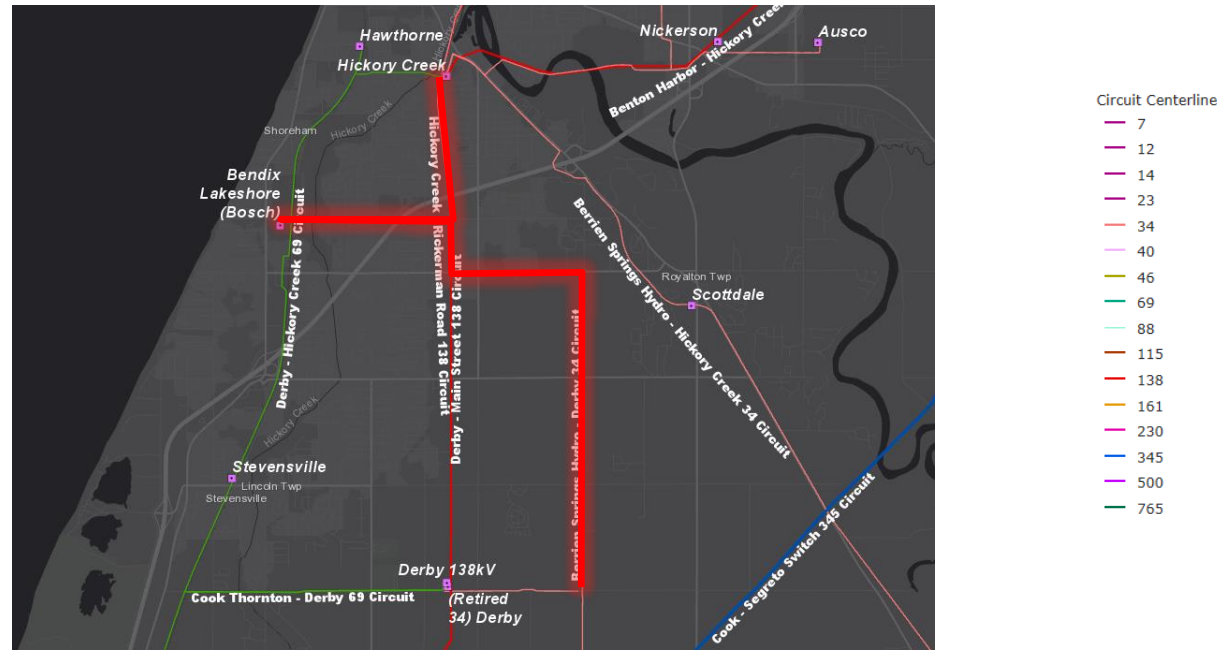 Hawthorne
Hickory Creek
Hickory Creek
Nickerson
Ausco
Benton Harbor - Hickory Creek
Shoreham
Hickory Creek
Bendix
Lakeshore
(Bosch)
Derby - Hickory Creek 69 Circuit
Hickory Creek
Rickerman Road 138 Circuit
Derby - Main Street 138 Circuit
Berrien Springs Hydro - Hickory Creek 34 Circuit
Royalton Twp
Scottdale
Berrien Springs Hydro - Derby 34 Circuit
Hickory Creek
Stevensville
Lincoln Twp
Stevensville
Cook - Segreto Switch 345 Circuit
Derby 138kV
Cook Thornton - Derby 69 Circuit
(Retired
34) Derby
Circuit Centerline
7
12
14
23
34
40
46
69
88
115
138
161
230
345
500
765